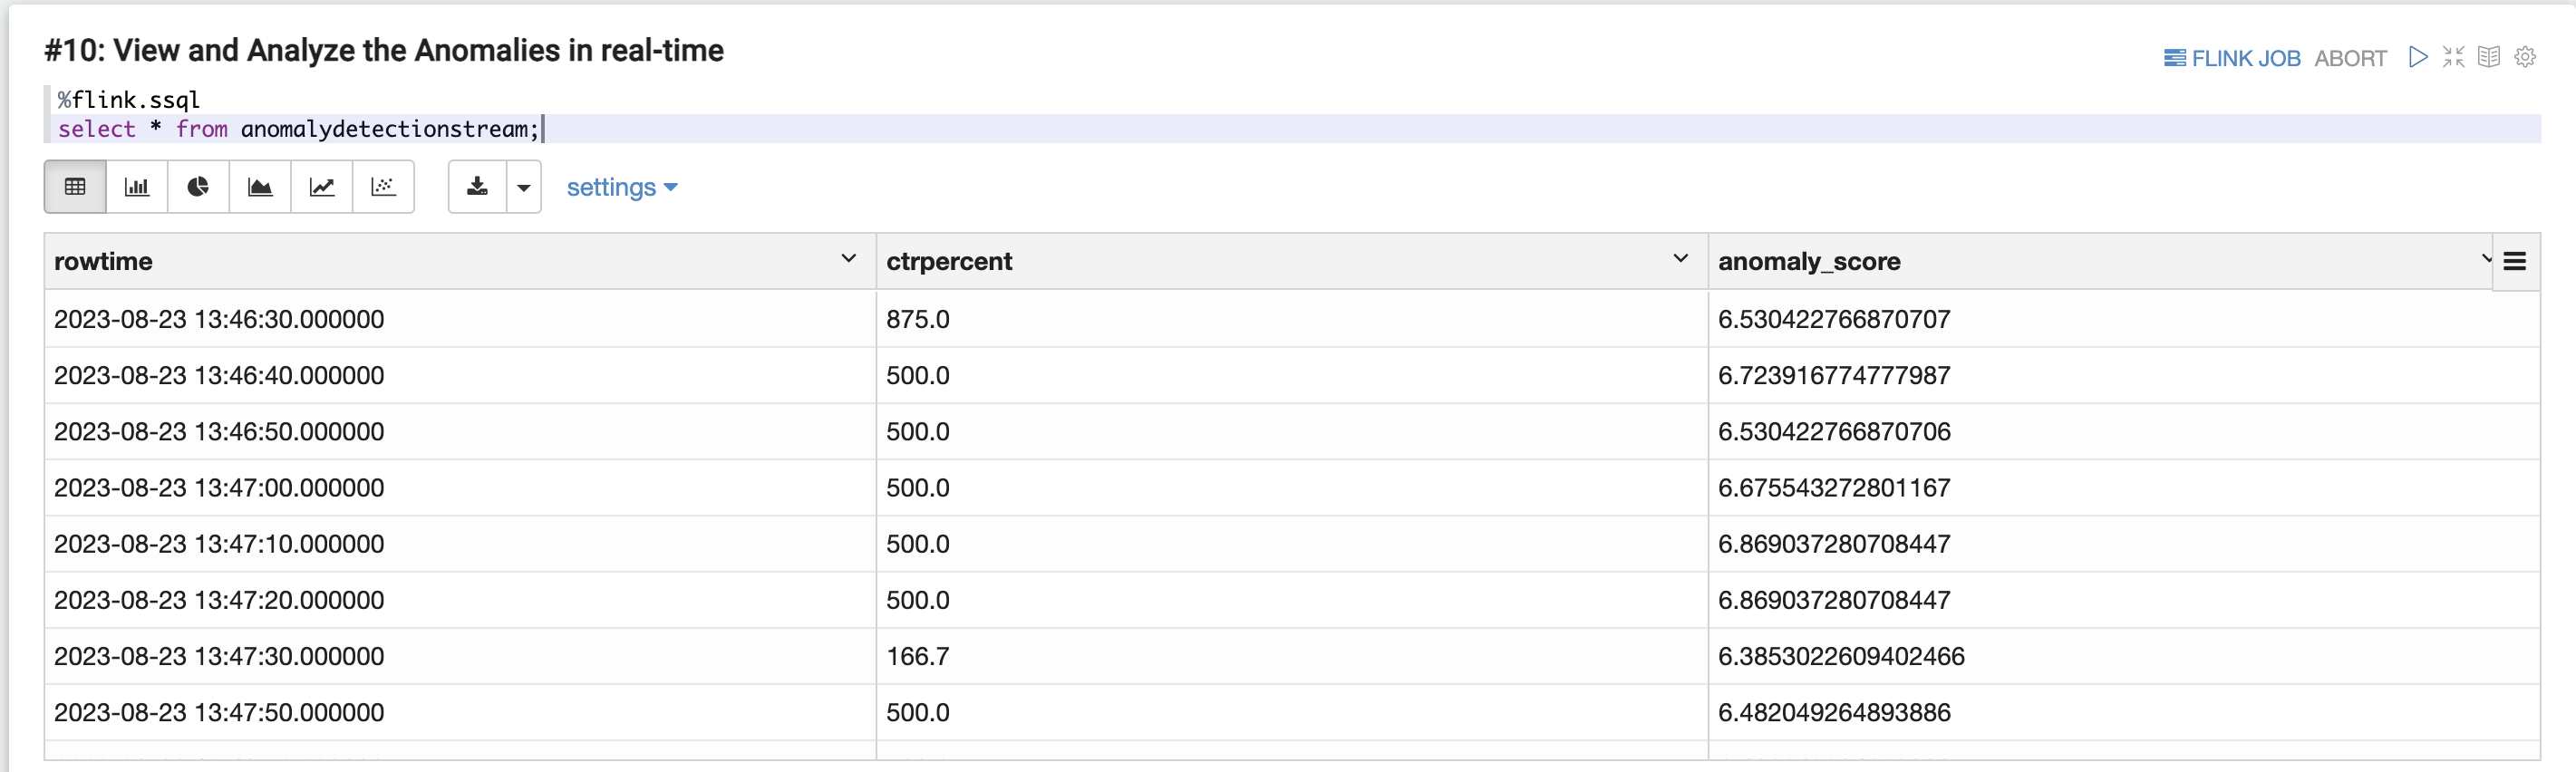 #10: View and Analyze the Anomalies in real-time
FLINK JOB ABORT
%flink.ssql
select * from anomalydetectionstream;
settings
rowtime ctrpercent anomaly_score
2023-08-23 13:46:30.000000 875.0 6.530422766870707
2023-08-23 13:46:40.000000 500.0 6.723916774777987
2023-08-23 13:46:50.000000 500.0 6.530422766870706
2023-08-23 13:47:00.000000 500.0 6.675543272801167
2023-08-23 13:47:10.000000 500.0 6.869037280708447
2023-08-23 13:47:20.000000 500.0 6.869037280708447
2023-08-23 13:47:30.000000 166.7 6.3853022609402466
2023-08-23 13:47:50.000000 500.0 6.482049264893886